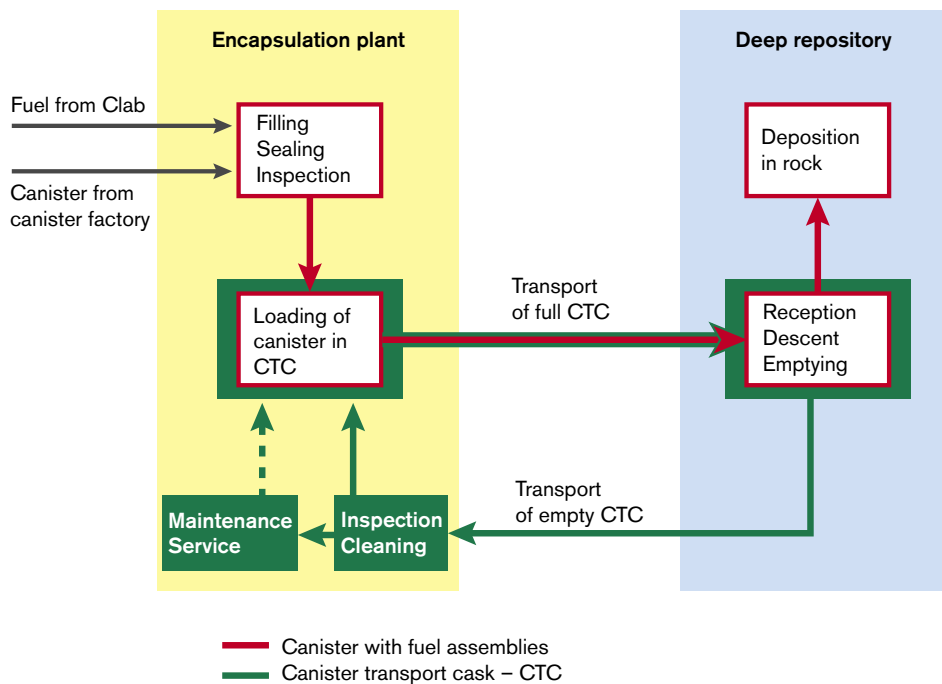 Encapsulation plant
Deep repository
Fuel from Clab
Filling
Sealing
Inspection
Deposition
in rock
Canister from
canister factory
Transport
of full CTC
Loading of
canister in
CTC
Reception
Descent
Emptying
Transport
of empty CTC
Maintenance
Service
Inspection
Cleaning
Canister with fuel assemblies
Canister transport cask – CTC